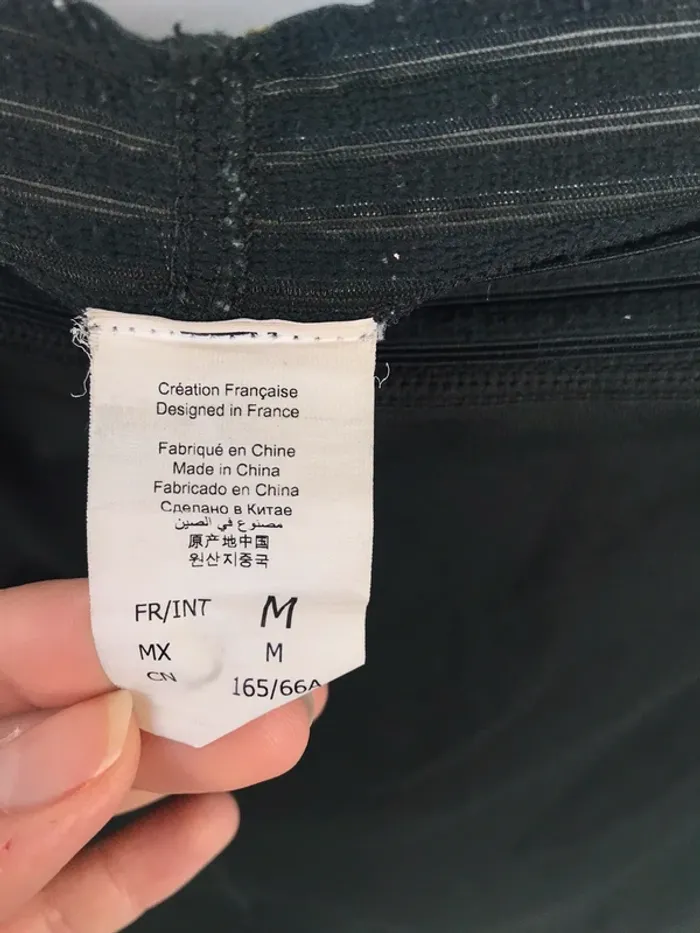 Création Française
Designed in France
Fabriqué en Chine
Made in China
Fabricado en China
Сделано в Китае
مصنوع في الصين
原产地中国
원산지중국
FR/INT M
MX M
CN 165/66A